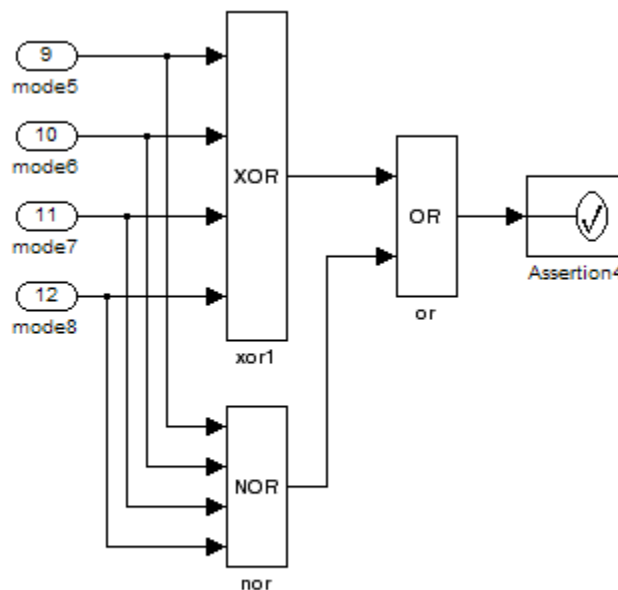 9
mode5
10
mode6
11
mode7
12
mode8
XOR
xor1
OR
or
Assertion4
NOR
nor